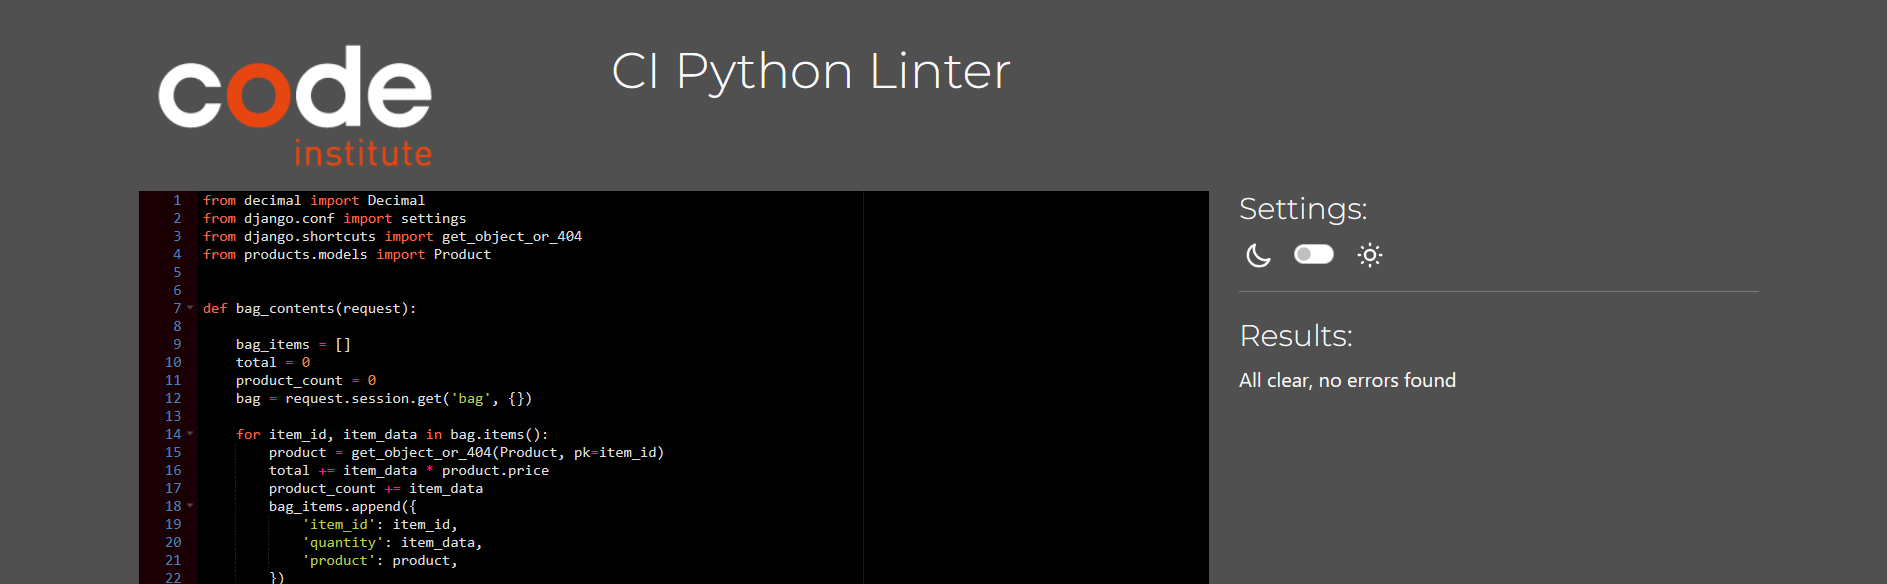 code
institute
CI Python Linter
1 from decimal import Decimal
2 from django.conf import settings
3 from django.shortcuts import get_object_or_404
4 from products.models import Product
5
6
7 def bag_contents(request):
8
9     bag_items = []
10     total = 0
11     product_count = 0
12     bag = request.session.get('bag', {})
13
14     for item_id, item_data in bag.items():
15         product = get_object_or_404(Product, pk=item_id)
16         total += item_data * product.price
17         product_count += item_data
18         bag_items.append({
19             'item_id': item_id,
20             'quantity': item_data,
21             'product': product,
22         })
Settings:
Results:
All clear, no errors found